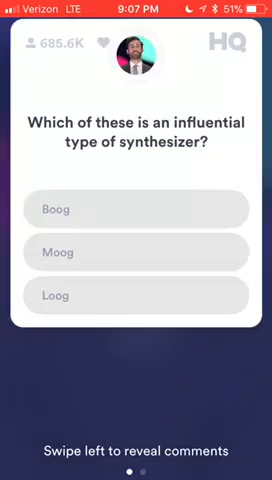 Verizon LTE 9:07 PM 51%
685.6K HQ
Which of these is an influential
type of synthesizer?
Boog
Moog
Loog
Swipe left to reveal comments